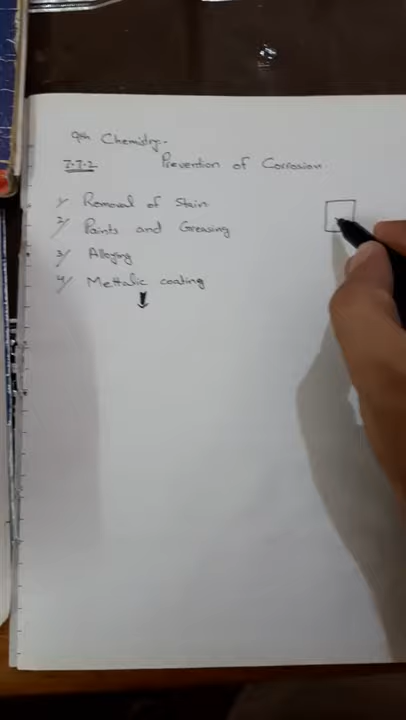 9th Chemistry:-
7.7.2 Prevention of Corrosion
1/ Removal of Stain
2/ Paints and Greasing
3/ Alloying
4/ Mettalic coating